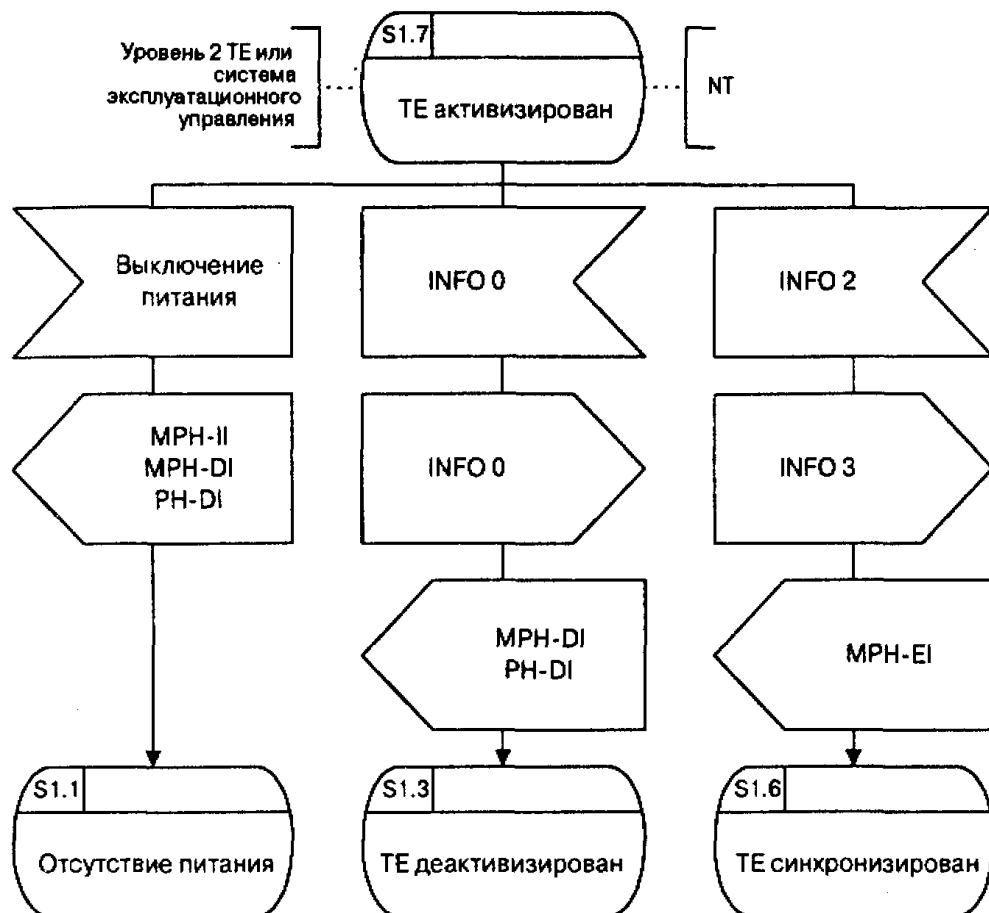 S1.7
Уровень 2 ТЕ или
система
эксплуатационного
управления
ТЕ активизирован
NT
Выключение
питания
INFO 0
INFO 2
MPH-II
MPH-DI
PH-DI
INFO 0
INFO 3
MPH-DI
PH-DI
MPH-EI
S1.1
Отсутствие питания
S1.3
ТЕ деактивизирован
S1.6
ТЕ синхронизирован